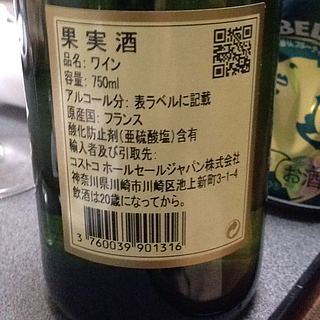 果実酒
品名: ワイン
容量: 750ml
アルコール分: 表ラベルに記載
原産国: フランス
酸化防止剤(亜硫酸塩)含有
輸入者及び引取先:
コストコ ホールセールジャパン株式会社
神奈川県川崎市川崎区池上新町3-1-4
飲酒は20歳になってから。
3 760039 901316
お酒